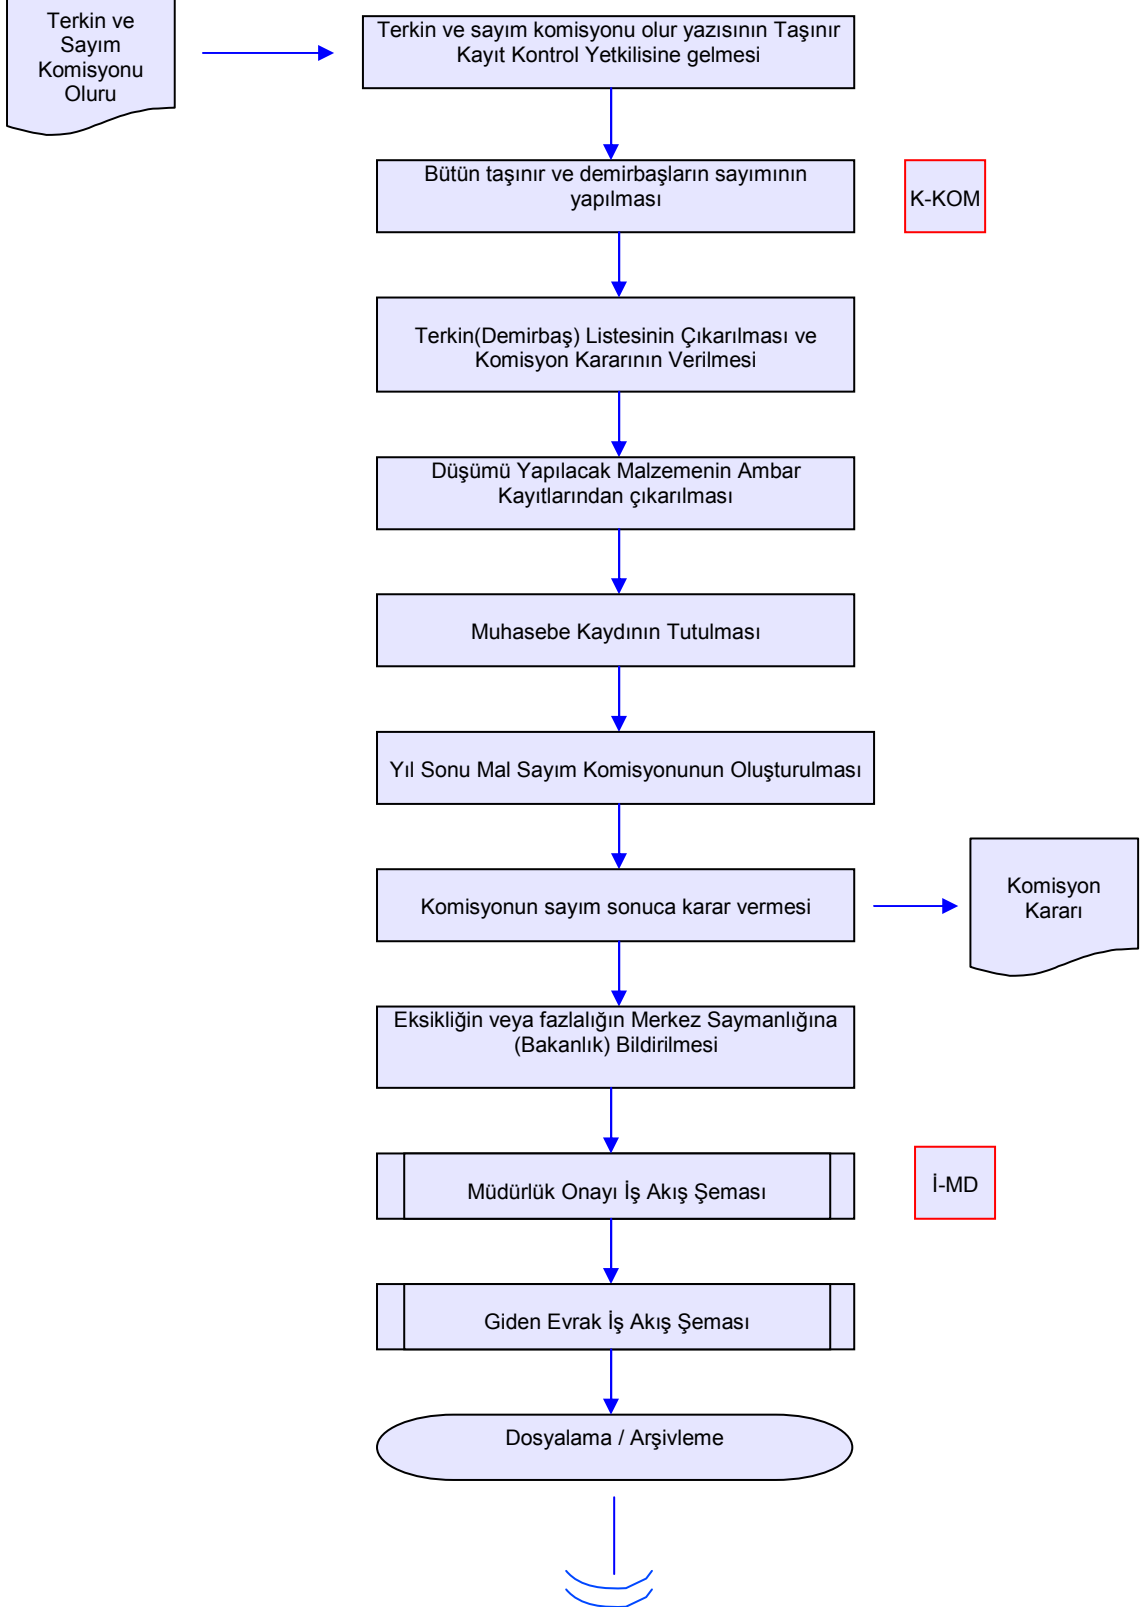 Terkin ve
Sayım
Komisyonu
Oluru
Terkin ve sayım komisyonu olur yazısının Taşınır
Kayıt Kontrol Yetkilisine gelmesi
Bütün taşınır ve demirbaşların sayımının
yapılması
K-KOM
Terkin(Demirbaş) Listesinin Çıkarılması ve
Komisyon Kararının Verilmesi
Düşümü Yapılacak Malzemenin Ambar
Kayıtlarından çıkarılması
Muhasebe Kaydının Tutulması
Yıl Sonu Mal Sayım Komisyonunun Oluşturulması
Komisyonun sayım sonuca karar vermesi
Komisyon
Kararı
Eksikliğin veya fazlalığın Merkez Saymanlığına
(Bakanlık) Bildirilmesi
Müdürlük Onayı İş Akış Şeması
İ-MD
Giden Evrak İş Akış Şeması
Dosyalama / Arşivleme